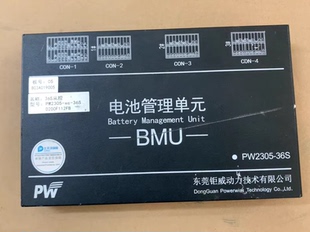 CON-1
CON-2
CON-3
CON-4
电池管理单元
Battery Management Unit
BMU
PW2305-36S
PW
东莞钜威动力技术有限公司
DongGuan Powerwise Technology Co.,Ltd.